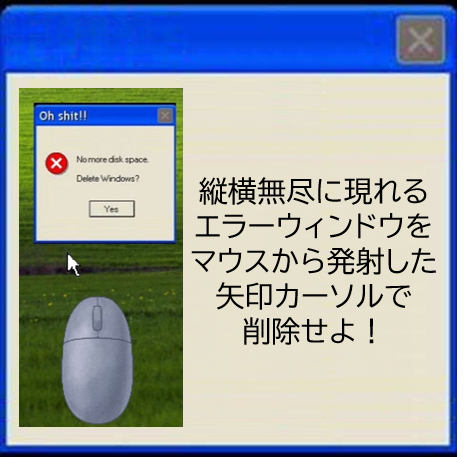 Oh shit!!
No more disk space.
Delete Windows?
Yes
縦横無尽に現れる
エラーウィンドウを
マウスから発射した
矢印カーソルで
削除せよ！